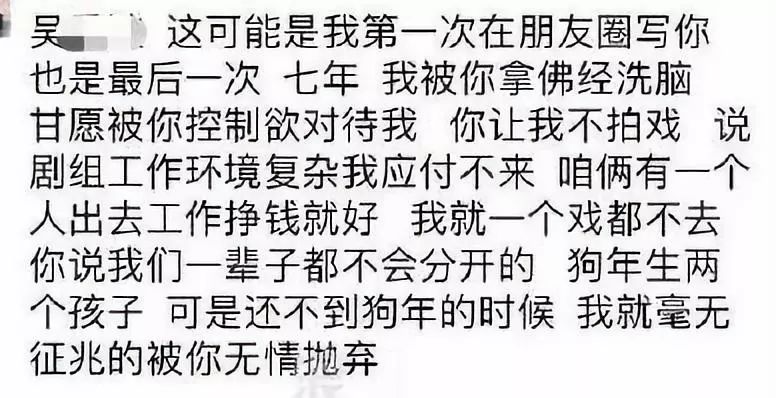 吴 这可能是我第一次在朋友圈写你
也是最后一次 七年 我被你拿佛经洗脑
甘愿被你控制欲对待我 你让我不拍戏 说
剧组工作环境复杂我应付不来 咱俩有一个
人出去工作挣钱就好 我就一个戏都不去
你说我们一辈子都不会分开的 狗年生两
个孩子 可是还不到狗年的时候 我就毫无
征兆的被你无情抛弃